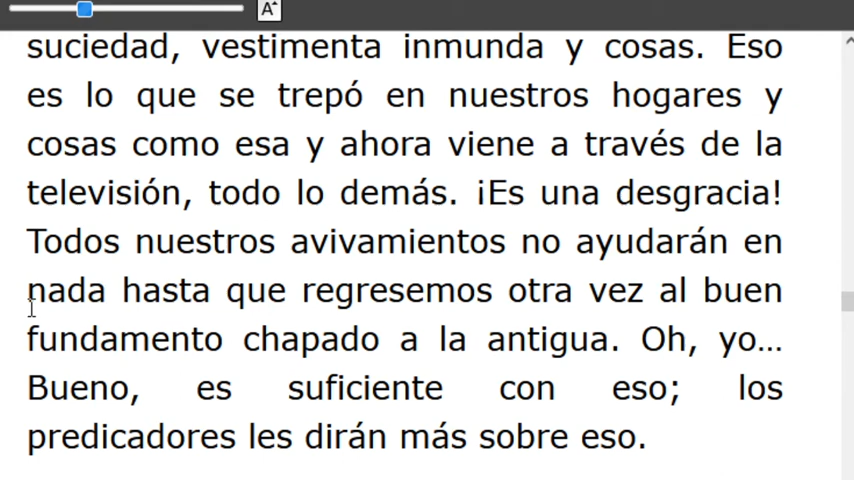 A
suciedad, vestimenta inmunda y cosas. Eso
es lo que se trepó en nuestros hogares y
cosas como esa y ahora viene a través de la
televisión, todo lo demás. ¡Es una desgracia!
Todos nuestros avivamientos no ayudarán en
nada hasta que regresemos otra vez al buen
fundamento chapado a la antigua. Oh, yo...
Bueno, es suficiente con eso; los
predicadores les dirán más sobre eso.